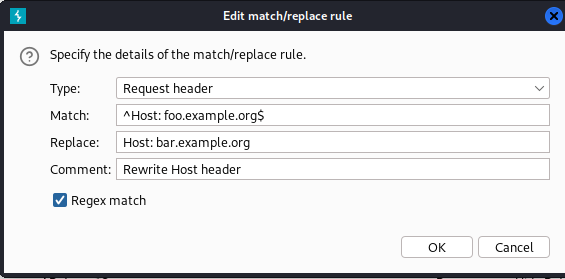 Edit match/replace rule
Specify the details of the match/replace rule.
Type: Request header
Match: ^Host: foo.example.org$
Replace: Host: bar.example.org
Comment: Rewrite Host header
Regex match
OK Cancel